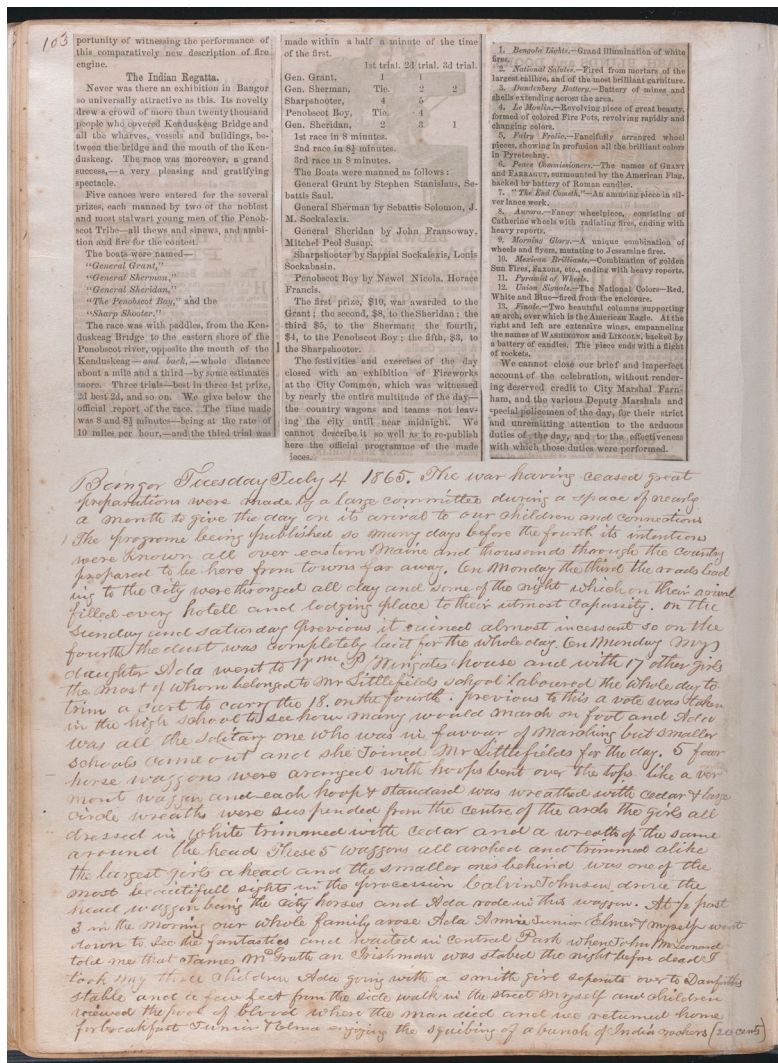 103
portunity of witnessing the performance of
this comparatively new description of fire
engine.
The Indian Regatta.
Never was there an exhibition in Bangor
so universally attractive as this. Its novelty
drew a crowd of more than twenty thousand
people who covered Kenduskeag Bridge and
all the wharves, vessels and buildings, be-
tween the bridge and the mouth of the Ken-
duskeag. The race was moreover, a grand
success,—a very pleasing and gratifying
spectacle.
Five canoes were entered for the several
prizes, each manned by two of the noblest
and most stalwart young men of the Penob-
scot Tribe—all thews and sinews, and ambi-
tion and fire for the contest.
The boats were named—
"General Grant,"
"General Sherman,"
"General Sheridan,"
"The Penobscot Bay," and the
"Sharp Shooter."
The race was with paddles, from the Ken-
duskeag Bridge to the eastern shore of the
Penobscot river, opposite the mouth of the
Kenduskeag—and back,—whole distance
about a mile and a third—by some estimates
more. Three trials—best in three 1st prize,
2d best 2d, and so on. We give below the
official report of the race. The time made
was 8 and 8½ minutes—being at the rate of
10 miles per hour,—and the third trial was
made within a half a minute of the time
of the first.
1st trial. 2d trial. 3d trial.
Gen. Grant, 1 1
Gen. Sherman, Tie. 2 2
Sharpshooter, 4 5
Penobscot Boy, Tie. 4
Gen. Sheridan, 2 3 1
1st race in 8 minutes.
2nd race in 8½ minutes.
3rd race in 8 minutes.
The Boats were manned as follows:
General Grant by Stephen Stanislaus, Se-
battis Saul.
General Sherman by Sebattis Solomon, J.
M. Sockalexis.
General Sheridan by John Fransoway,
Mitchel Peol Susup.
Sharpshooter by Sappiel Sockalexis, Louis
Sockabasin.
Penobscot Boy by Newel Nicola, Horace
Francis.
The first prize, $10, was awarded to the
Grant; the second, $8, to the Sheridan; the
third $5, to the Sherman; the fourth,
$4, to the Penobscot Boy; the fifth, $3, to
the Sharpshooter.
The festivities and exercises of the day
closed with an exhibition of Fireworks
at the City Common, which was witnessed
by nearly the entire multitude of the day—
the country wagons and teams not leav-
ing the city until near midnight. We
cannot describe it so well as to re-publish
here the official programme of the made
ieces.
1. Bengola Lights.—Grand illumination of white
fires.
2. National Salutes.—Fired from mortars of the
largest calibre, and of the most brilliant garniture.
3. Dandenburg Battery.—Battery of mines and
shells extending across the area.
4. Le Moulin.—Revolving piece of great beauty,
formed of colored Fire Pots, revolving rapidly and
changing colors.
5. Fairy Frolic.—Fancifully arranged wheel
pieces, showing in profusion all the brilliant colors
in Pyrotechny.
6. Peace Commissioners.—The names of GRANT
and FARRAGUT, surmounted by the American Flag,
backed by battery of Roman candles.
7. "The Last Ditch,"—An amusing piece in sil-
ver lance work.
8. Aurora.—Fancy wheelpiece, consisting of
Catherine wheels with radiating fires, ending with
heavy reports.
9. Morning Glory.—A unique combination of
wheels and flyers, mutating to Jessamine fires.
10. Mexican Brilliants.—Combination of golden
Sun Fires, Saxons, etc., ending with heavy reports.
11. Pyramid of Wheels.
12. Union Signals.—The National Colors—Red,
White and Blue—fired from the enclosure.
13. Finale.—Two beautiful columns supporting
an arch, over which is the American Eagle. At the
right and left are extensive wings, empanneling
the names of WASHINGTON and LINCOLN, backed by
a battery of candles. The piece ends with a flight
of rockets.
We cannot close our brief and imperfect
account of the celebration, without render-
ing deserved credit to City Marshal Farn-
ham, and the various Deputy Marshals and
special policemen of the day, for their strict
and unremitting attention to the arduous
duties of the day, and to the effectiveness
with which those duties were performed.
Bangor Tuesday July 4 1865. The war having ceased great
preparations were made by a large committee during a space of nearly
a month to give the day on its arival to our children and connections
The programe being published so many days before the fourth its intention
were known all over eastern Maine and thousands through the country
prepared to be here from towns far away. On Monday the third the roads lead
ing to the city were thronged all day and some of the night which on their arival
filled every hotell and lodging place to their utmost capassity. on the
sunday and saturday previous it rained almost incessant so on the
fourth the dust was completely laid for the whole day. On Monday my
daughter Ada went to Wm P Wingates house and with 17 other girls
the most of whom belonged to Mr Littlefields school laboured the whole day to
trim a cart to carry the 18. on the fourth. previous to this a vote was taken
in the high school to see how many would march on foot and Ada
was all the solitary one who was in favour of Marching but smaller
schools came out and she joined Mr Littlefields for the day. 5 four
horse waggons were aranged with hoops bent over the tops like a ver
mont waggon and each hoop & standard was wreathed with cedar & large
circle wreaths were suspended from the centre of the arch the girls all
dressed in white trimmed with cedar and a wreath of the same
around the head These 5 waggons all arched and trimmed alike
the largest girls ahead and the smaller ones behind was one of the
most beautifull sights in the procession Calvin Johnson drove the
head waggon being the city horses and Ada rode in this waggon. At ½ past
3 in the morning our whole family arose Ada Annie Junior Elmer & myself went
down to see the fantastics and waited in Central Park where John
told me that James McGrath an Irishman was stabed the night before dead I
took my three children Ada going with a smith girl seperate over to Danforths
stable and a few feet from the side walk in the street myself and children
viewed the pool of blood where the man died and we returned home
for breakfast Junior & Elma enjoying the squibing of a bunch of India crackers (20 cents)